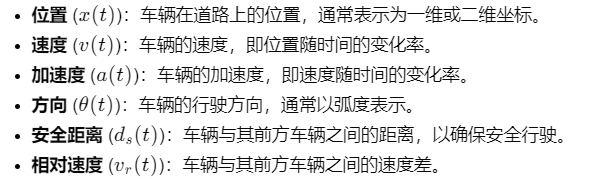 • 位置 (x(t)): 车辆在道路上的位置，通常表示为一维或二维坐标。
• 速度 (v(t)): 车辆的速度，即位置随时间的变化率。
• 加速度 (a(t)): 车辆的加速度，即速度随时间的变化率。
• 方向 (θ(t)): 车辆的行驶方向，通常以弧度表示。
• 安全距离 (d_s(t)): 车辆与其前方车辆之间的距离，以确保安全行驶。
• 相对速度 (v_r(t)): 车辆与其前方车辆之间的速度差。